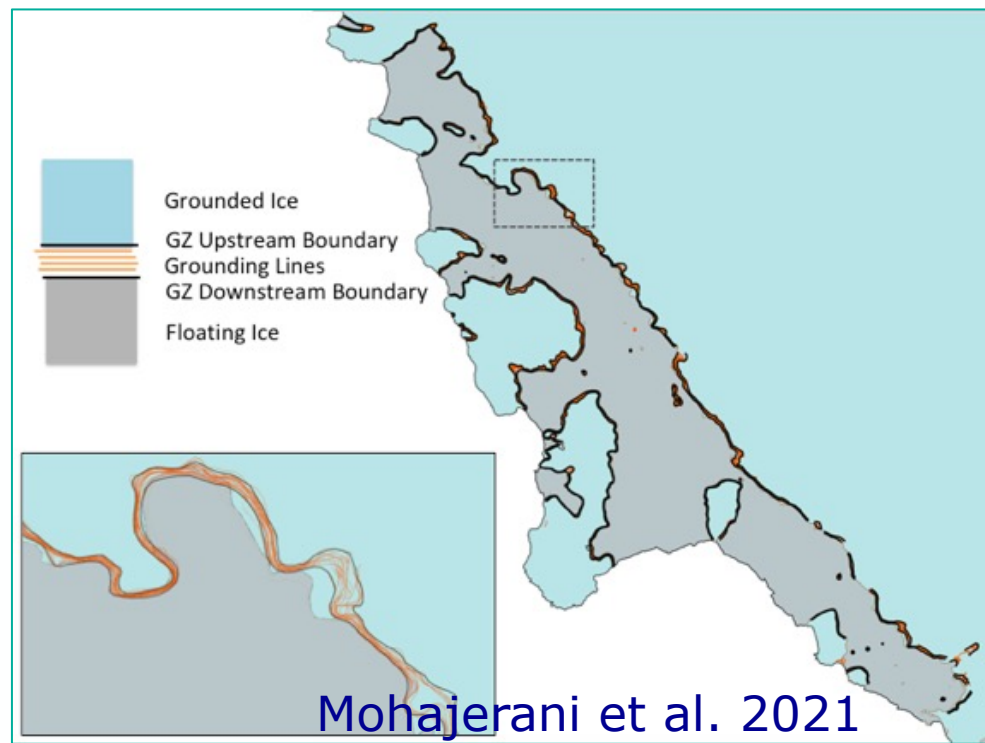 Grounded Ice
GZ Upstream Boundary
Grounding Lines
GZ Downstream Boundary
Floating Ice
Mohajerani et al. 2021